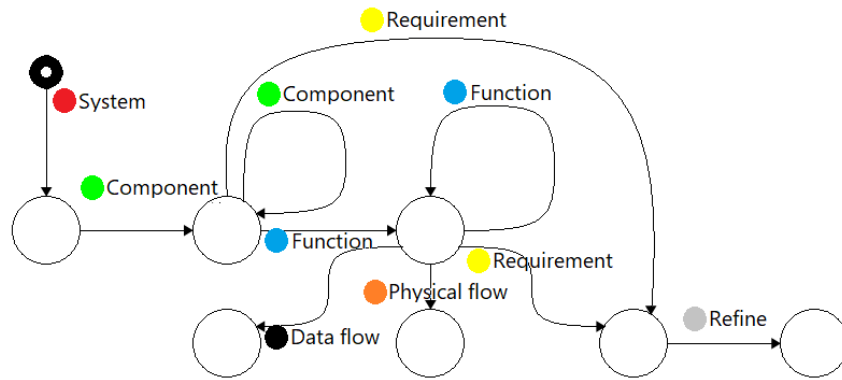 Requirement
System
Component
Function
Component
Function
Requirement
Physical flow
Data flow
Refine